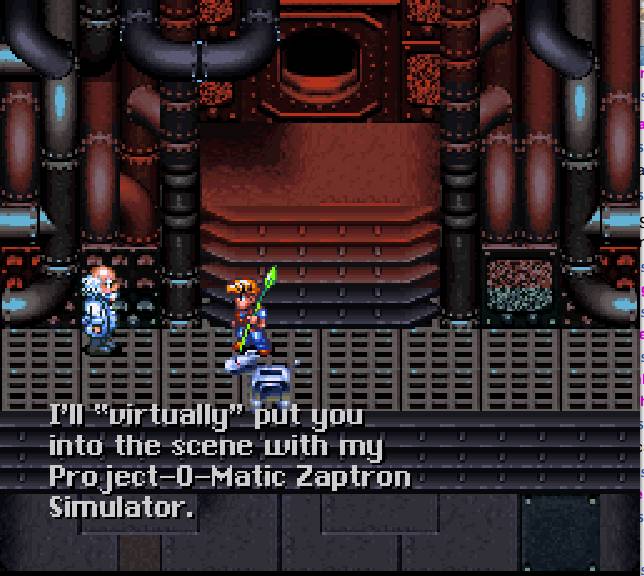 I'll "virtually" put you
into the scene with my
Project-O-Matic Zaptron
Simulator.